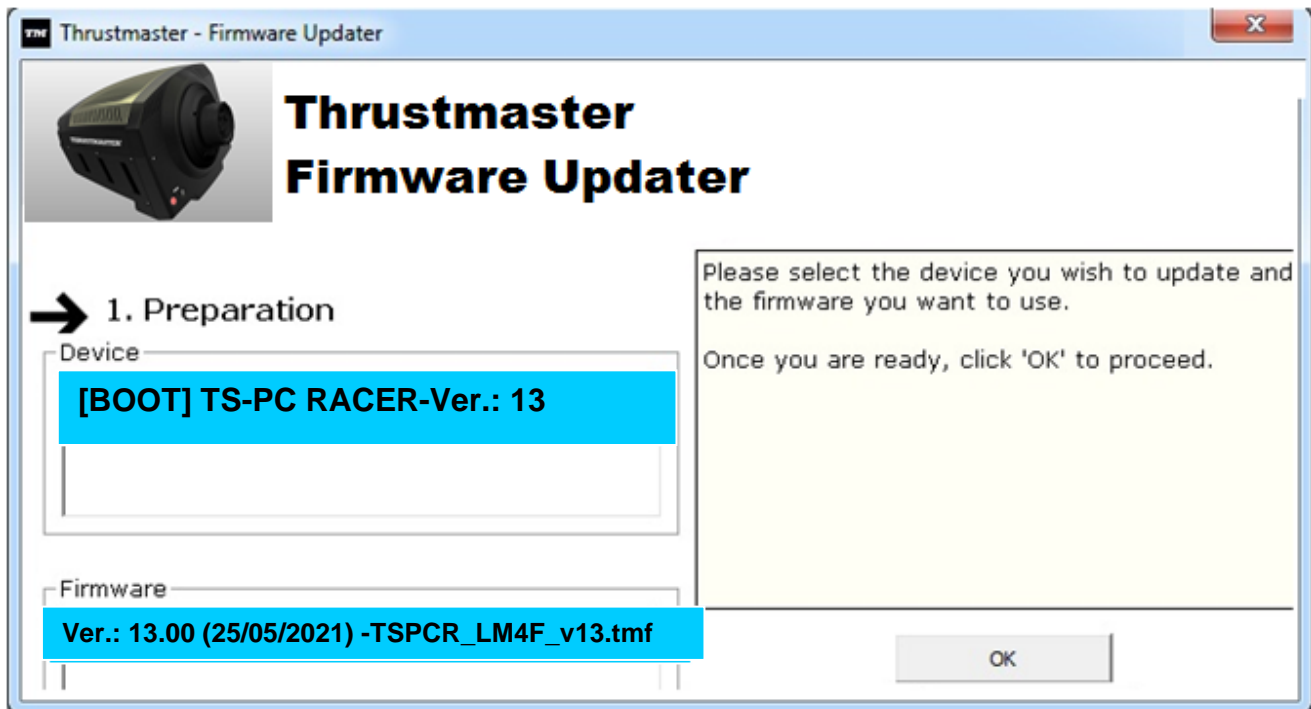 Thrustmaster - Firmware Updater
Thrustmaster
Firmware Updater
1. Preparation
Device
[BOOT] TS-PC RACER-Ver.: 13
Firmware
Ver.: 13.00 (25/05/2021) -TSPCR_LM4F_v13.tmf
Please select the device you wish to update and
the firmware you want to use.
Once you are ready, click 'OK' to proceed.
OK